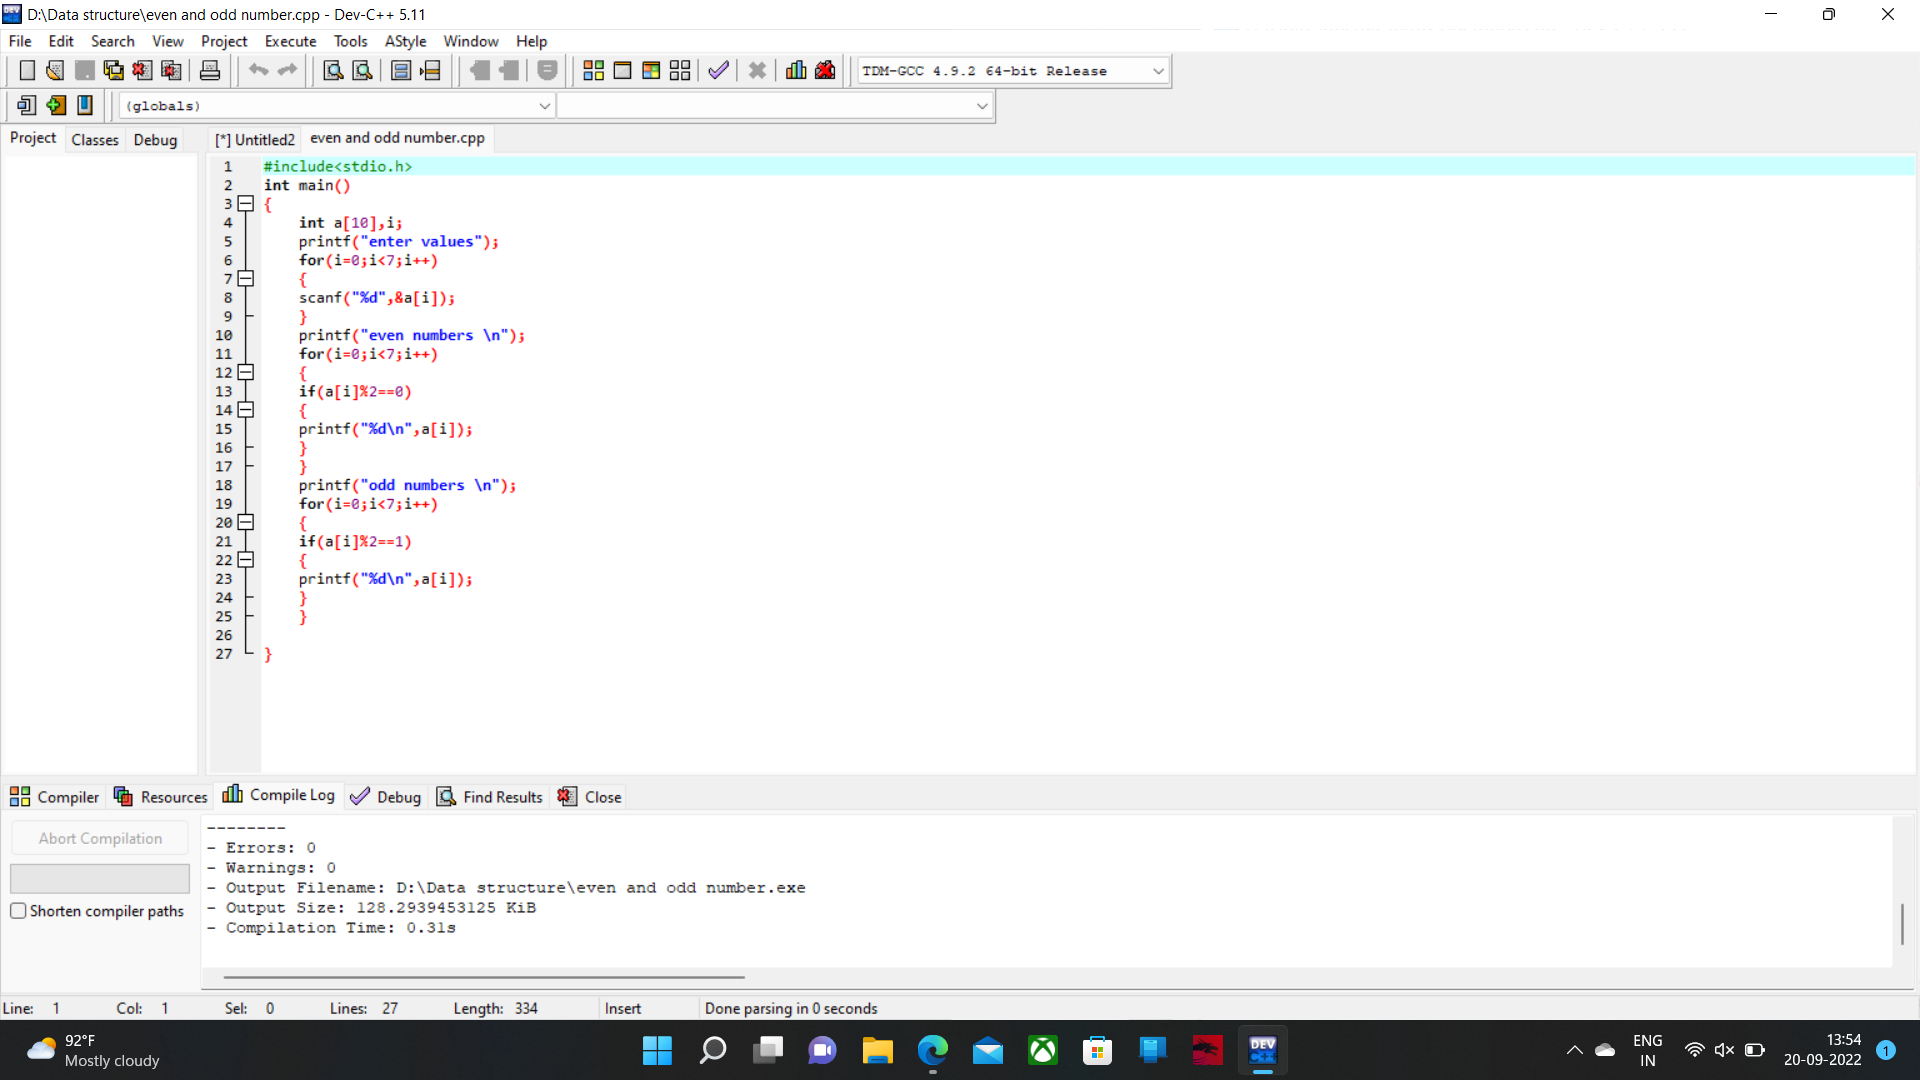 D:\Data structure\even and odd number.cpp - Dev-C++ 5.11
File Edit Search View Project Execute Tools AStyle Window Help
TDM-GCC 4.9.2 64-bit Release
(globals)
Project Classes Debug [*] Untitled2 even and odd number.cpp
1 #include<stdio.h>
2 int main()
3 {
4 int a[10],i;
5 printf("enter values");
6 for(i=0;i<7;i++)
7 {
8 scanf("%d",&a[i]);
9 }
10 printf("even numbers \n");
11 for(i=0;i<7;i++)
12 {
13 if(a[i]%2==0)
14 {
15 printf("%d\n",a[i]);
16 }
17 }
18 printf("odd numbers \n");
19 for(i=0;i<7;i++)
20 {
21 if(a[i]%2==1)
22 {
23 printf("%d\n",a[i]);
24 }
25 }
26
27 }
Compiler Resources Compile Log Debug Find Results Close
Abort Compilation
Shorten compiler paths
--------
- Errors: 0
- Warnings: 0
- Output Filename: D:\Data structure\even and odd number.exe
- Output Size: 128.2939453125 KiB
- Compilation Time: 0.31s
Line: 1 Col: 1 Sel: 0 Lines: 27 Length: 334 Insert Done parsing in 0 seconds
92°F
Mostly cloudy
DEV
C++
ENG
IN
13:54
20-09-2022
1